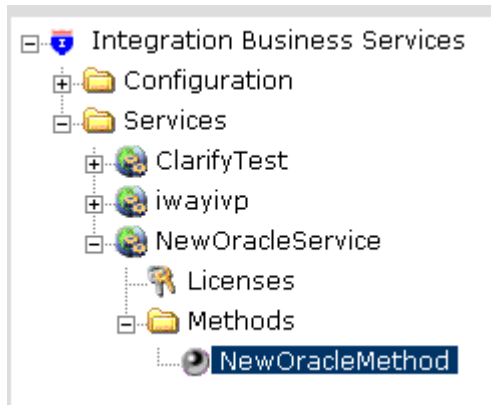 Integration Business Services
Configuration
Services
ClarifyTest
iwayivp
NewOracleService
Licenses
Methods
NewOracleMethod